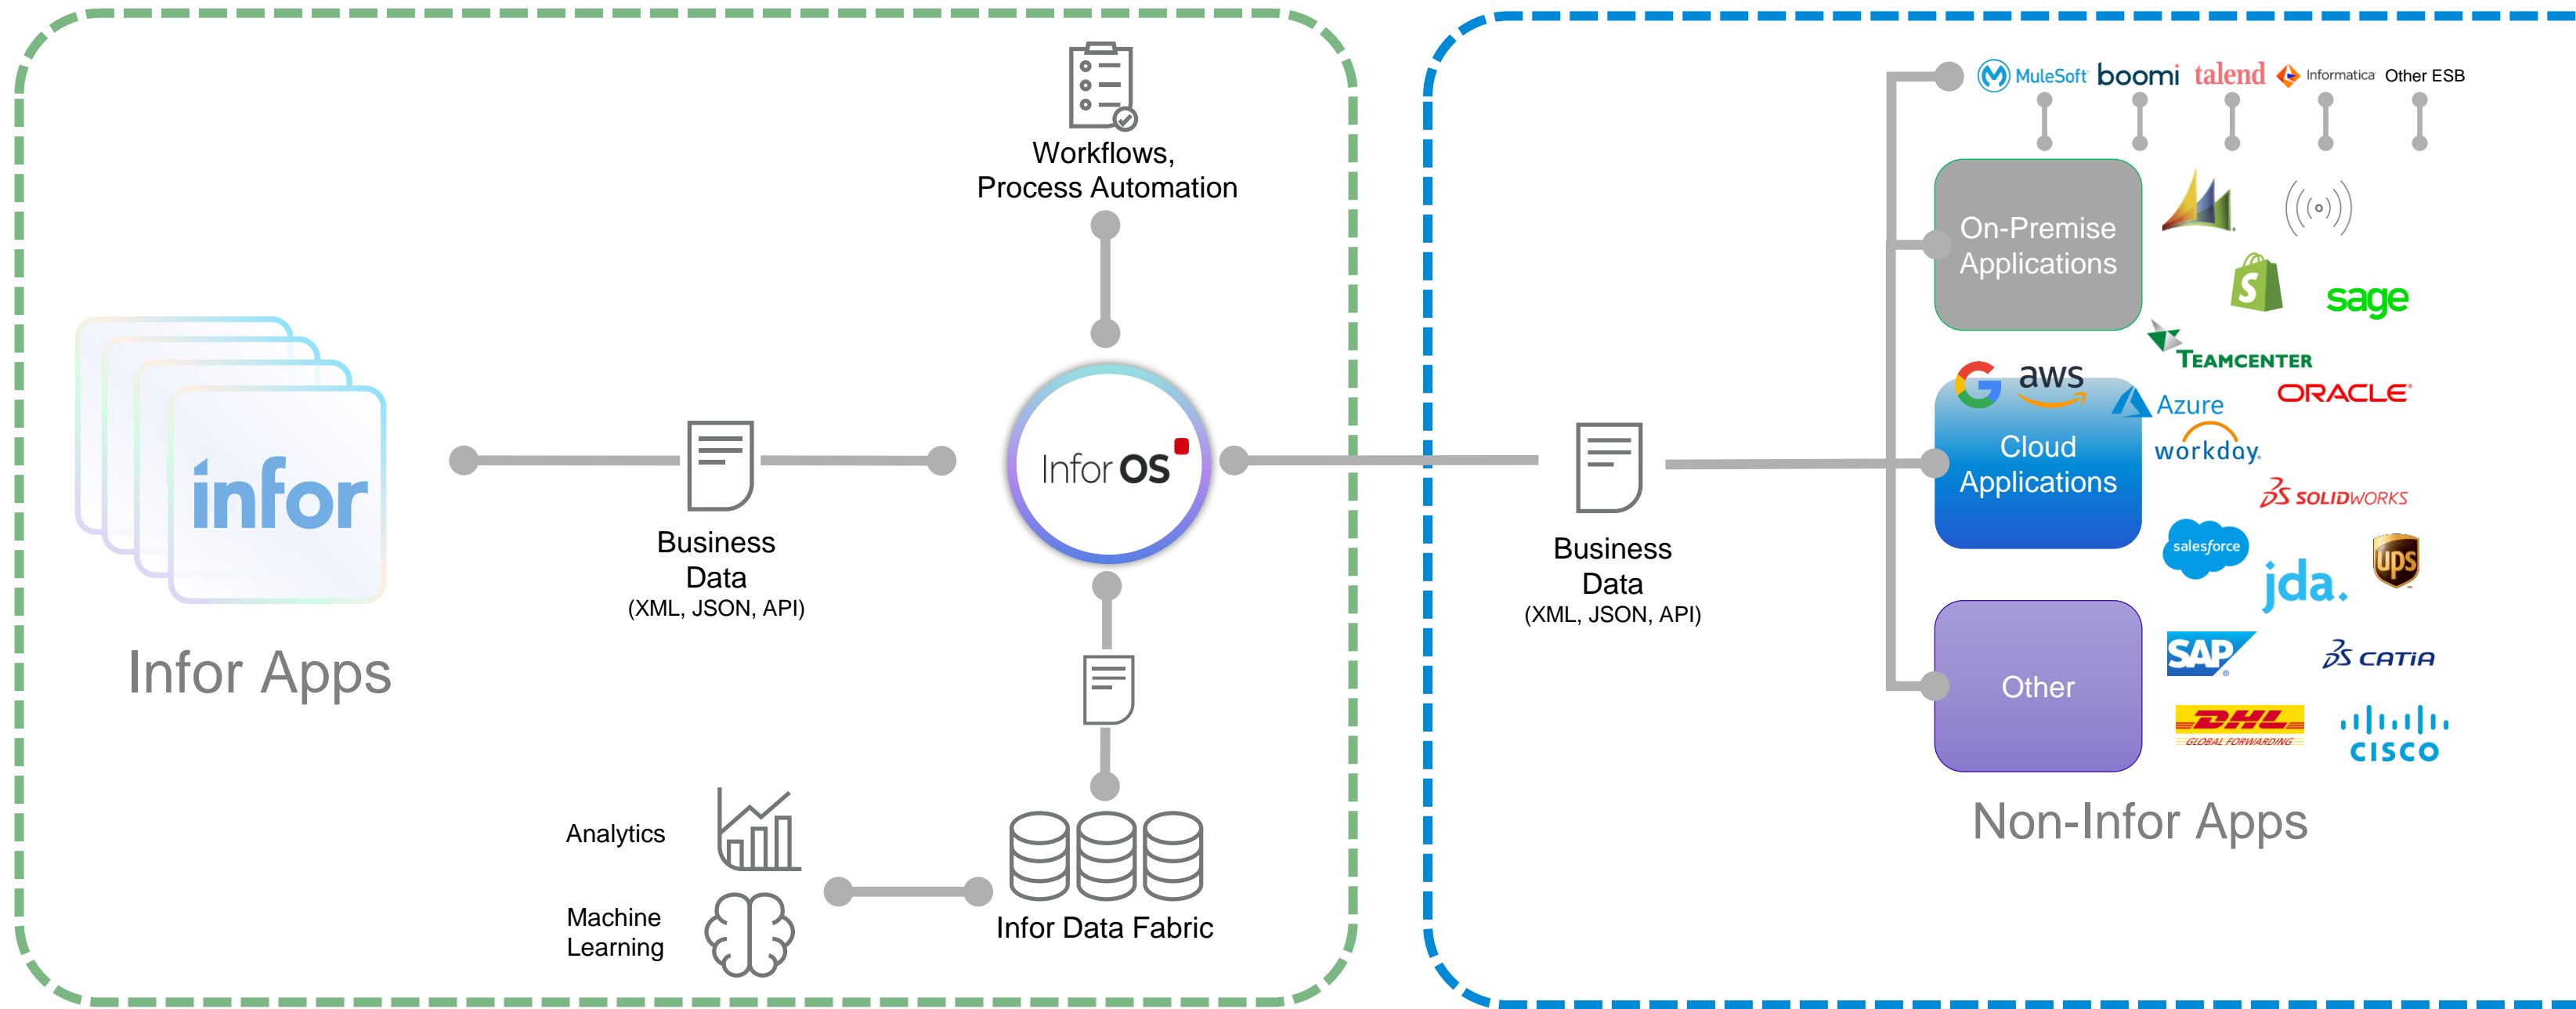 Workflows,
Process Automation
infor
Infor Apps
Business
Data
(XML, JSON, API)
Infor OS
Analytics
Machine
Learning
Infor Data Fabric
Business
Data
(XML, JSON, API)
MuleSoft boomi talend Informatica Other ESB
On-Premise
Applications
S
sage
TEAMCENTER
ORACLE
G aws
Azure
workday.
Cloud
Applications
SOLIDWORKS
salesforce
ups
jda.
Other
SAP
CATIA
DHL
GLOBAL FORWARDING
CISCO
Non-Infor Apps